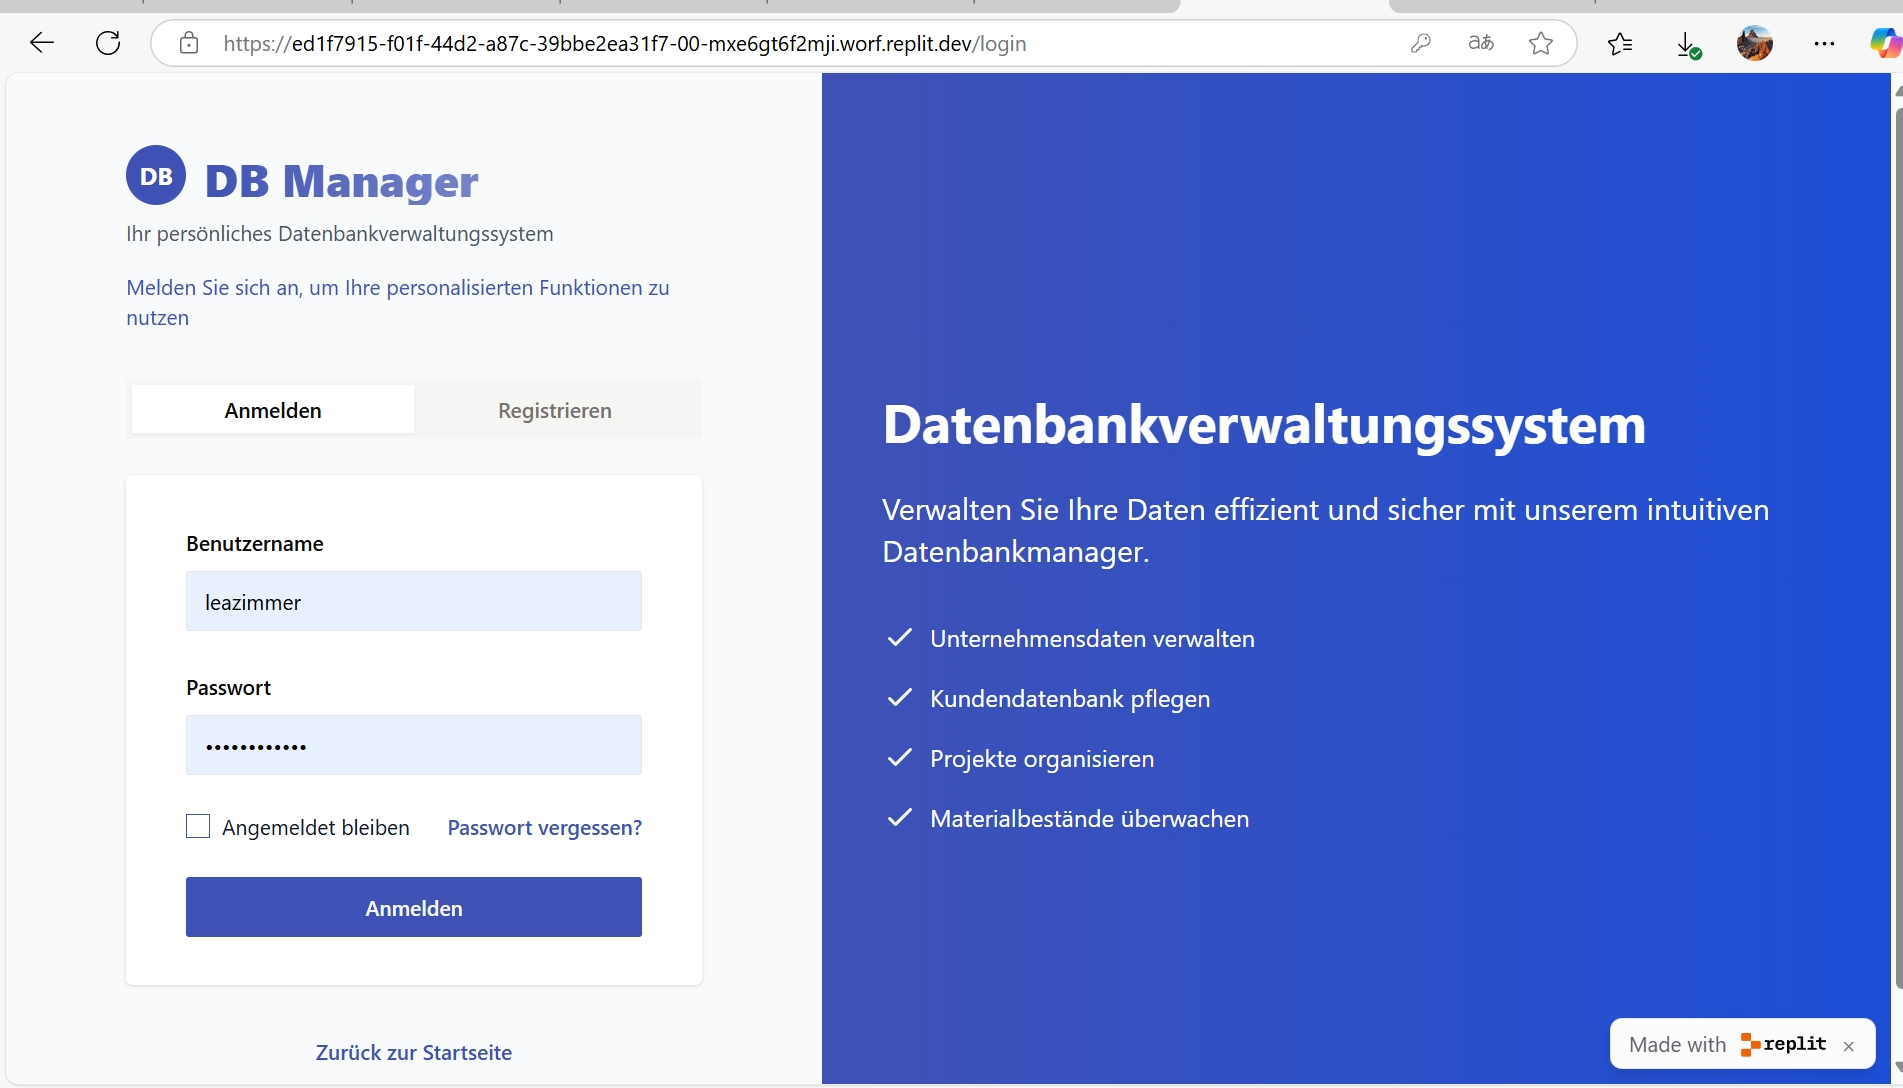 https://ed1f7915-f01f-44d2-a87c-39bbe2ea31f7-00-mxe6gt6f2mji.worf.replit.dev/login
aあ
DB
DB Manager
Ihr persönliches Datenbankverwaltungssystem
Melden Sie sich an, um Ihre personalisierten Funktionen zu
nutzen
Anmelden
Registrieren
Benutzername
leazimmer
Passwort
••••••••••••
Angemeldet bleiben
Passwort vergessen?
Anmelden
Zurück zur Startseite
Datenbankverwaltungssystem
Verwalten Sie Ihre Daten effizient und sicher mit unserem intuitiven
Datenbankmanager.
Unternehmensdaten verwalten
Kundendatenbank pflegen
Projekte organisieren
Materialbestände überwachen
Made with replit ×